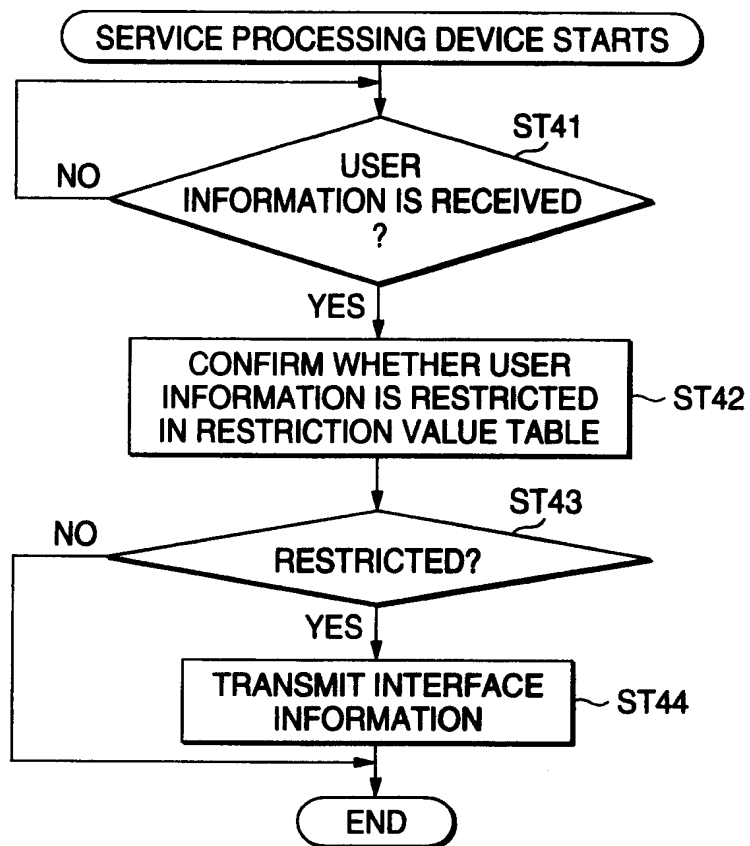 SERVICE PROCESSING DEVICE STARTS
ST41
USER
INFORMATION IS RECEIVED
?
NO
YES
CONFIRM WHETHER USER
INFORMATION IS RESTRICTED
IN RESTRICTION VALUE TABLE
ST42
ST43
NO
RESTRICTED?
YES
TRANSMIT INTERFACE
INFORMATION
ST44
END